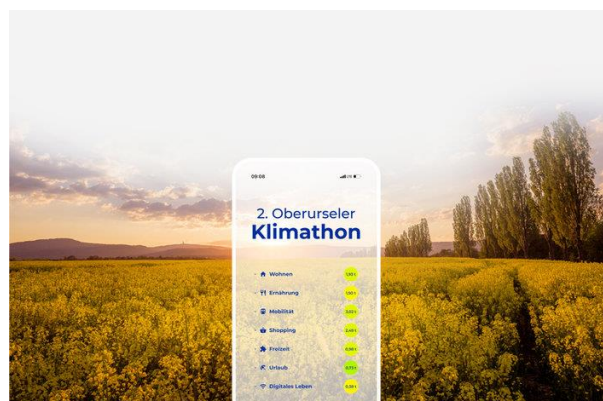 09:08
2. Oberurseler
Klimathon
Wohnen
Ernährung
Mobilität
Shopping
Freizeit
Urlaub
Digitales Leben